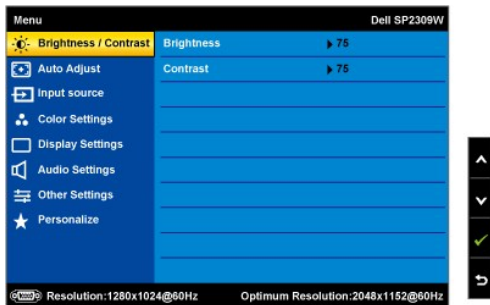 Menu Dell SP2309W
Brightness / Contrast Brightness 75
Auto Adjust Contrast 75
Input source
Color Settings
Display Settings
Audio Settings
Other Settings
Personalize
Resolution:1280x1024@60Hz Optimum Resolution:2048x1152@60Hz